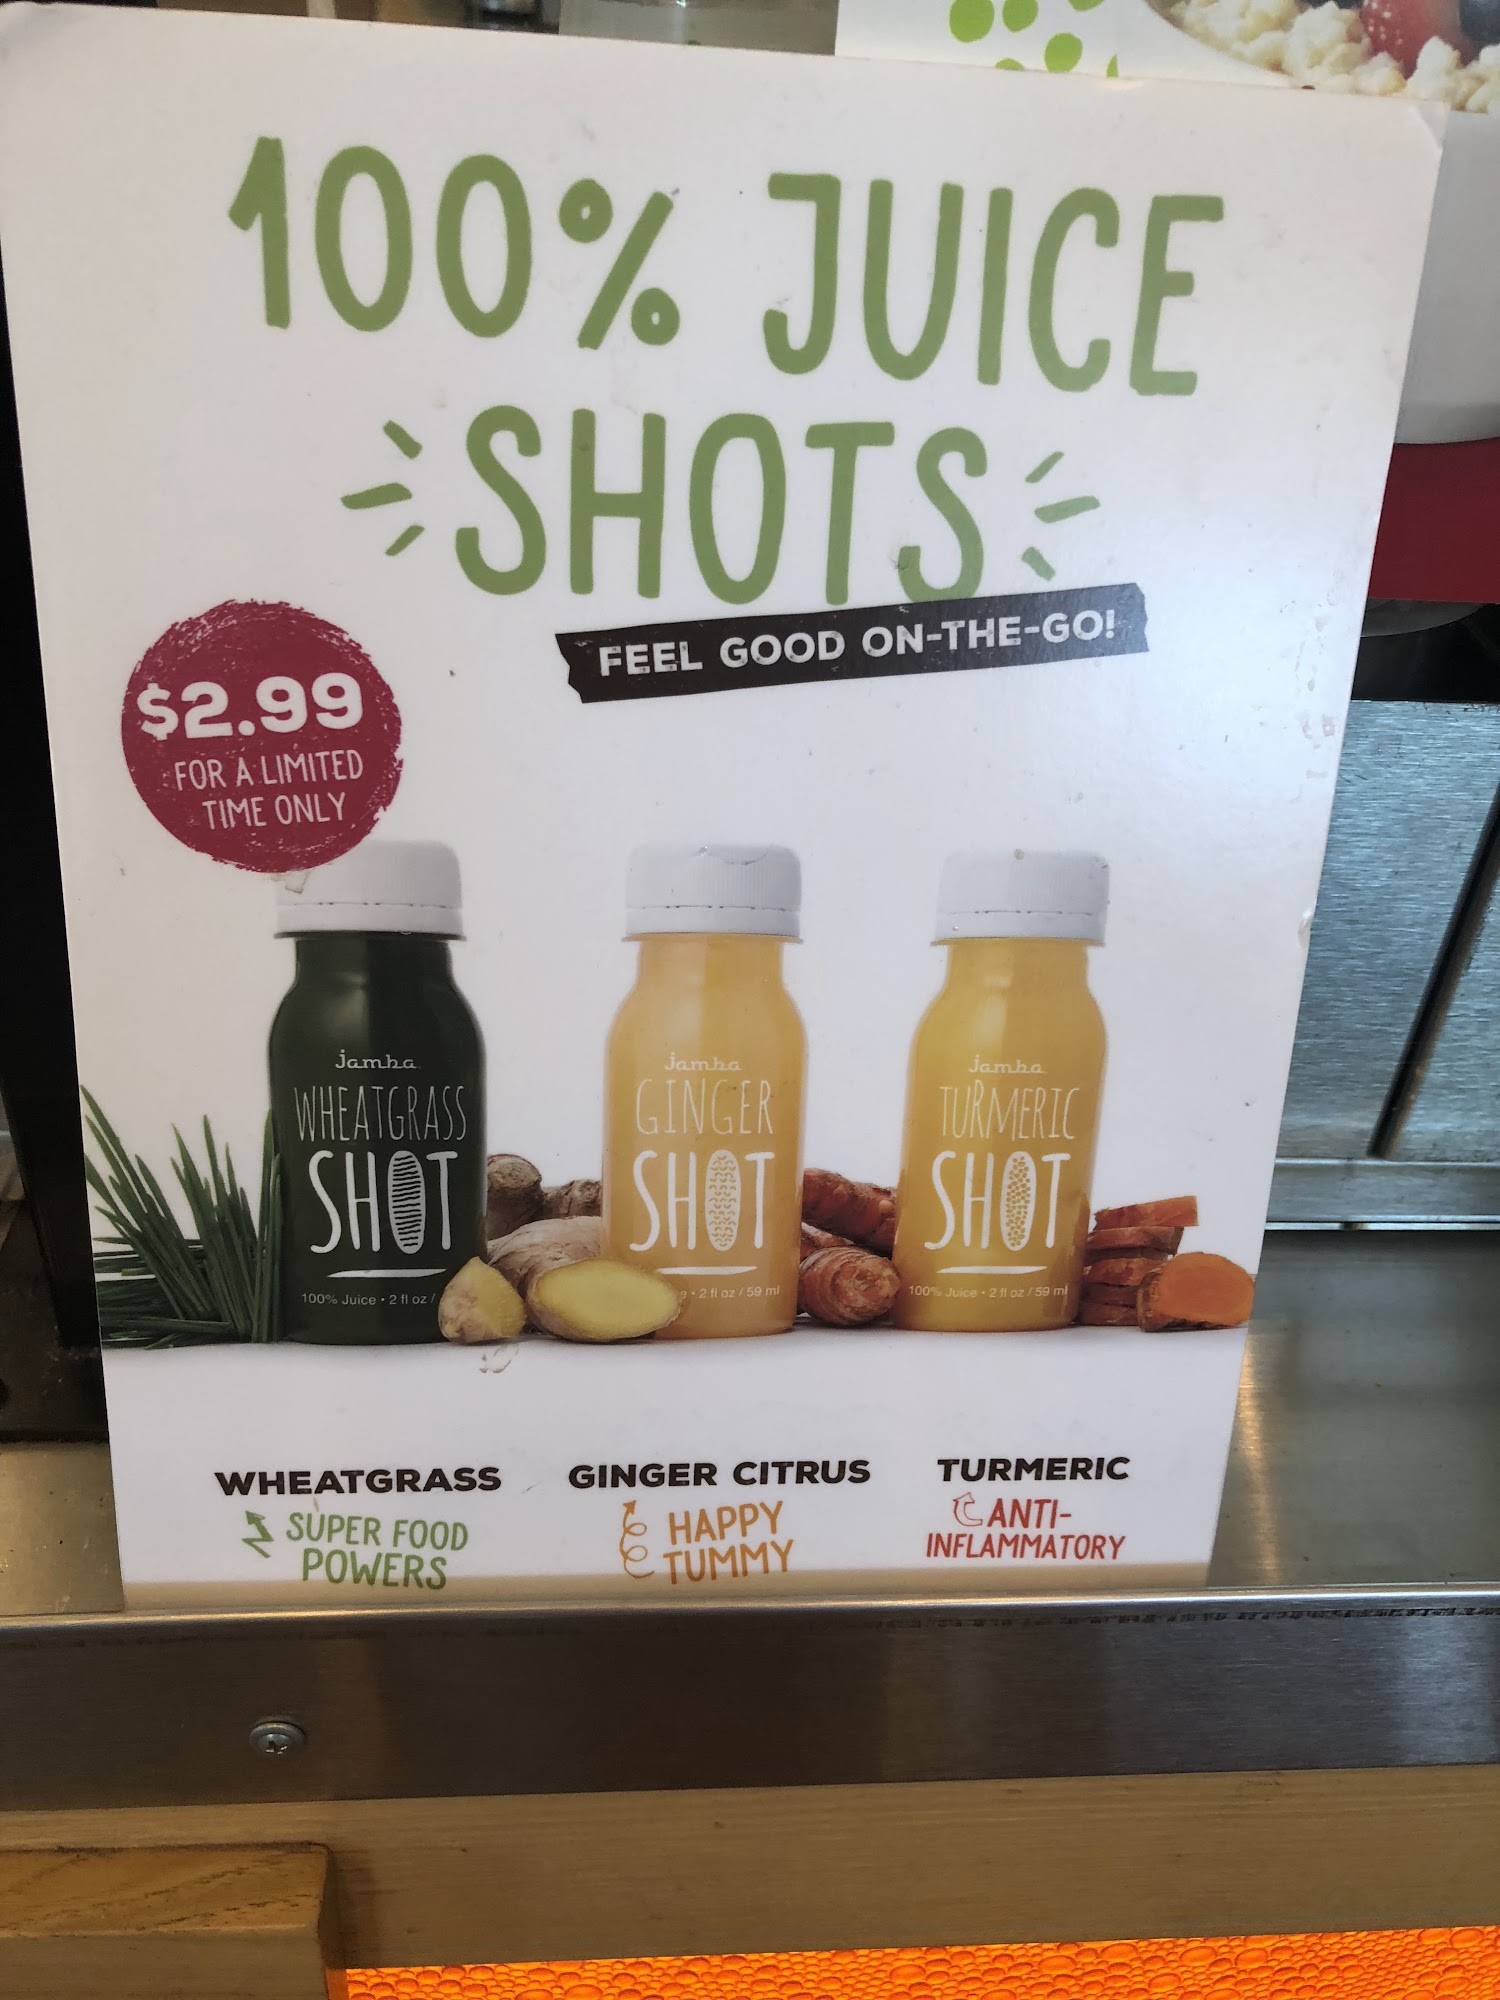 100% JUICE
SHOTS
FEEL GOOD ON-THE-GO!
$2.99
FOR A LIMITED
TIME ONLY
jamba
WHEATGRASS
SHOT
100% Juice • 2 fl oz /
jamba
GINGER
SHOT
e • 2 fl oz / 59 ml
jamba
TURMERIC
SHOT
100% Juice • 2 fl oz / 59 ml
WHEATGRASS
SUPER FOOD
POWERS
GINGER CITRUS
HAPPY
TUMMY
TURMERIC
ANTI-
INFLAMMATORY